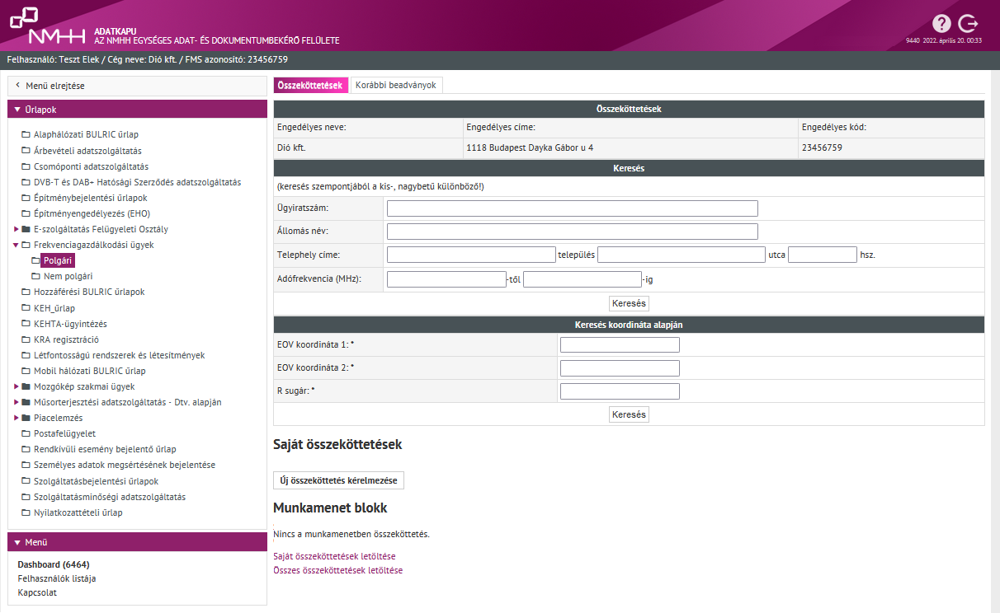 NMHH
ADATKAPU
AZ NMHH EGYSÉGES ADAT- ÉS DOKUMENTUMBEKÉRŐ FELÜLETE
?
9440 2022. április 20. 00:33
Felhasználó: Teszt Elek / Cég neve: Dió kft. / FMS azonosító: 23456759
Menü elrejtése
Űrlapok
Alaphálózati BULRIC űrlap
Árbevételi adatszolgáltatás
Csomóponti adatszolgáltatás
DVB-T és DAB+ Hatósági Szerződés adatszolgáltatás
Építménybejelentési űrlapok
Építményengedélyezés (EHO)
E-szolgáltatás Felügyeleti Osztály
Frekvenciagazdálkodási ügyek
Polgári
Nem polgári
Hozzáférési BULRIC űrlapok
KEH_űrlap
KEHTA-ügyintézés
KRA regisztráció
Létfontosságú rendszerek és létesítmények
Mobil hálózati BULRIC űrlap
Mozgókép szakmai ügyek
Műsorterjesztési adatszolgáltatás - Dtv. alapján
Piacelemzés
Postafelügyelet
Rendkívüli esemény bejelentő űrlap
Személyes adatok megsértésének bejelentése
Szolgáltatásbejelentési űrlapok
Szolgáltatásminőségi adatszolgáltatás
Nyilatkozattételi űrlap
Menü
Dashboard (6464)
Felhasználók listája
Kapcsolat
Összeköttetések Korábbi beadványok
Összeköttetések
Engedélyes neve: Engedélyes címe: Engedélyes kód:
Dió kft. 1118 Budapest Dayka Gábor u 4 23456759
Keresés
(keresés szempontjából a kis-, nagybetű különböző!)
Ügyiratszám:
Állomás név:
Telephely címe: település utca hsz.
Adófrekvencia (MHz): -tól -ig
Keresés
Keresés koordináta alapján
EOV koordináta 1: *
EOV koordináta 2: *
R sugár: *
Keresés
Saját összeköttetések
Új összeköttetés kérelmezése
Munkamenet blokk
Nincs a munkamenetben összeköttetés.
Saját összeköttetések letöltése
Összes összeköttetések letöltése